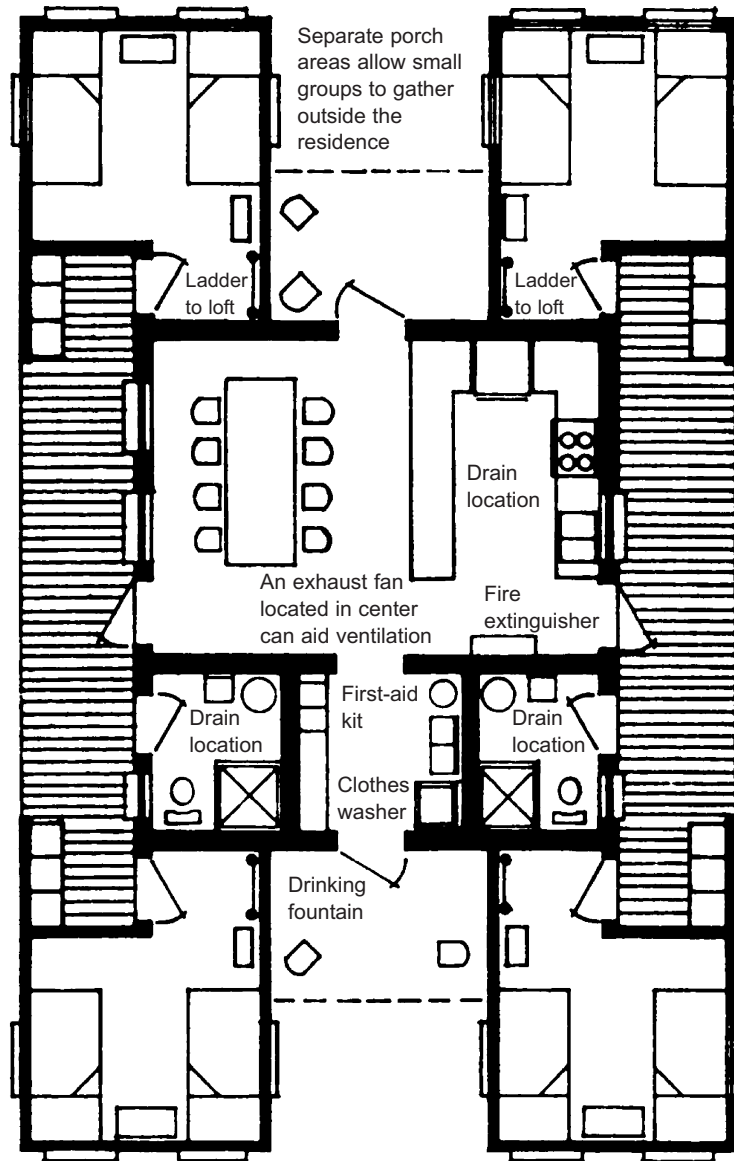 Separate porch
areas allow small
groups to gather
outside the
residence
Ladder
to loft
Ladder
to loft
Drain
location
An exhaust fan
located in center
can aid ventilation
Fire
extinguisher
First-aid
kit
Drain
location
Drain
location
Clothes
washer
Drinking
fountain